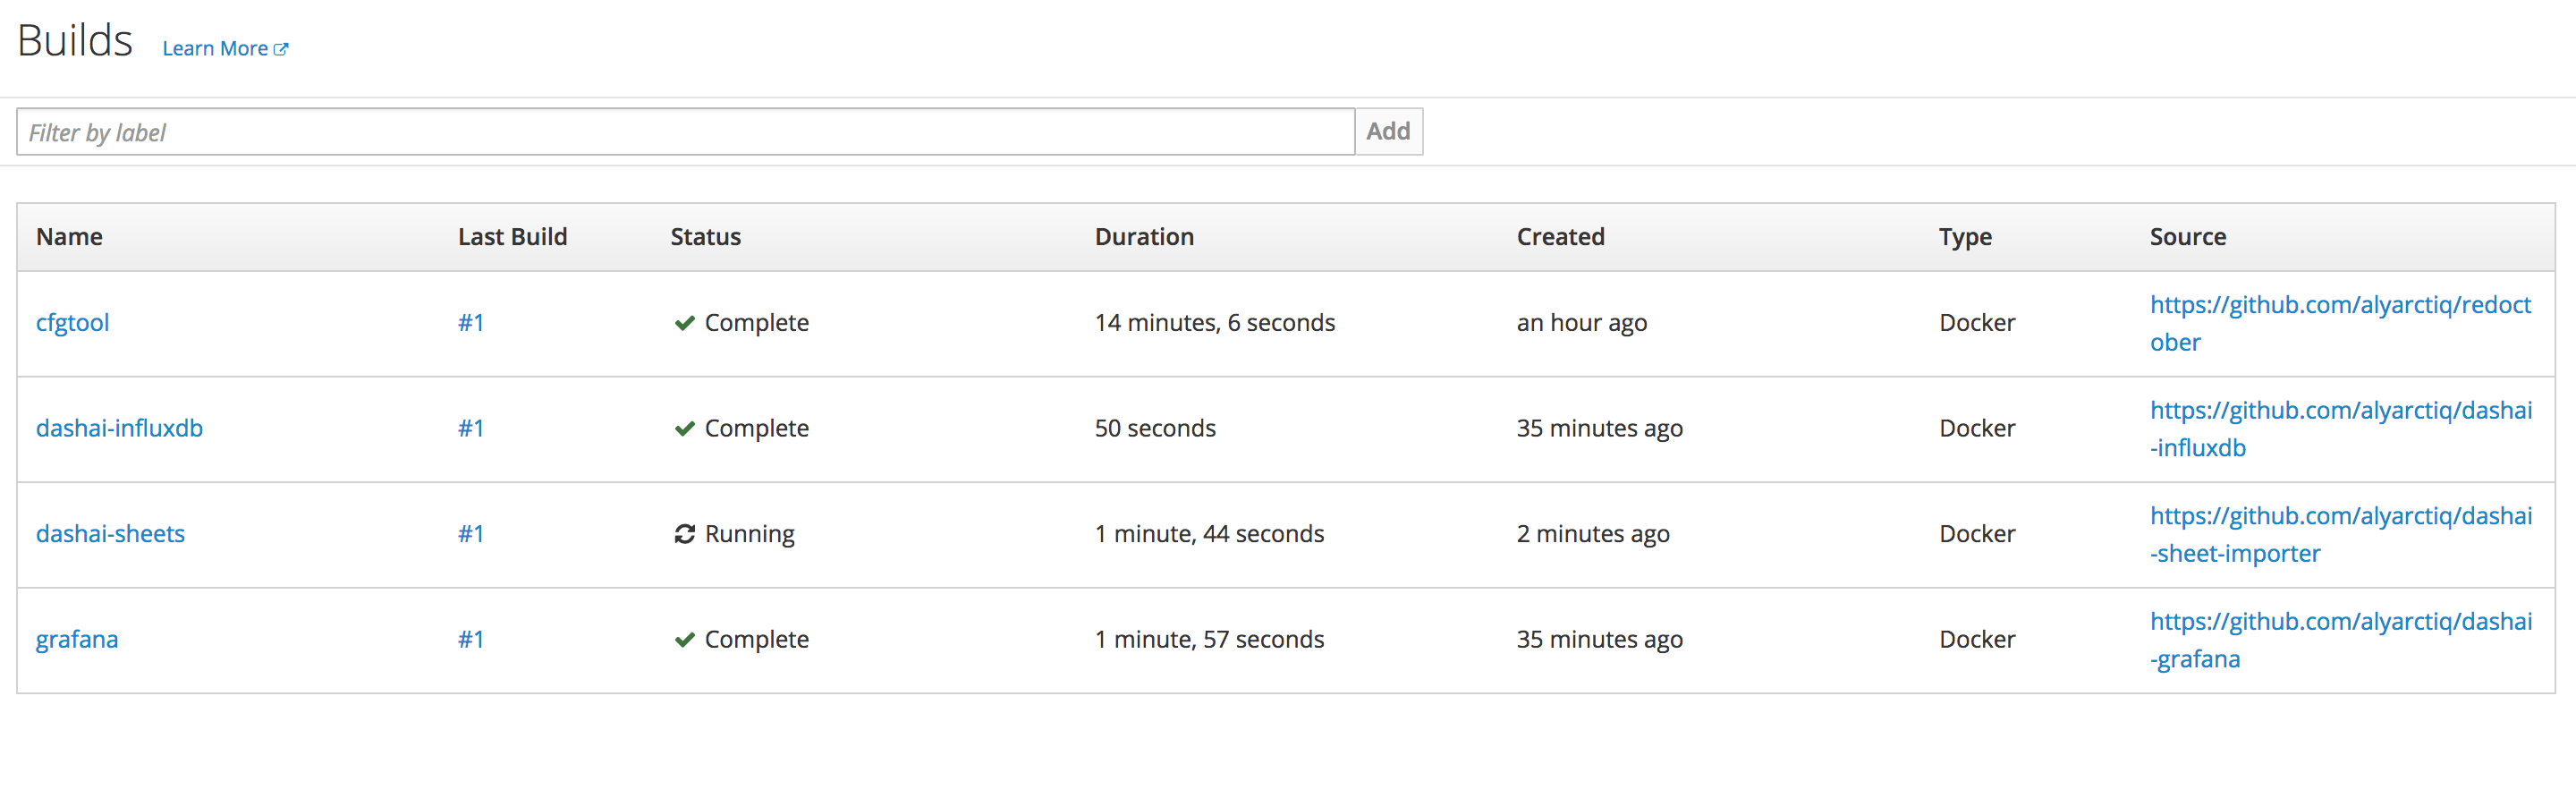 Builds Learn More
Filter by label Add
Name Last Build Status Duration Created Type Source
cfgtool #1 Complete 14 minutes, 6 seconds an hour ago Docker https://github.com/alyarctiq/redoct
ober
dashai-influxdb #1 Complete 50 seconds 35 minutes ago Docker https://github.com/alyarctiq/dashai
-influxdb
dashai-sheets #1 Running 1 minute, 44 seconds 2 minutes ago Docker https://github.com/alyarctiq/dashai
-sheet-importer
grafana #1 Complete 1 minute, 57 seconds 35 minutes ago Docker https://github.com/alyarctiq/dashai
-grafana